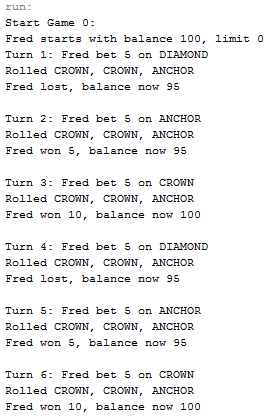 run:
Start Game 0:
Fred starts with balance 100, limit 0
Turn 1: Fred bet 5 on DIAMOND
Rolled CROWN, CROWN, ANCHOR
Fred lost, balance now 95
Turn 2: Fred bet 5 on ANCHOR
Rolled CROWN, CROWN, ANCHOR
Fred won 5, balance now 95
Turn 3: Fred bet 5 on CROWN
Rolled CROWN, CROWN, ANCHOR
Fred won 10, balance now 100
Turn 4: Fred bet 5 on DIAMOND
Rolled CROWN, CROWN, ANCHOR
Fred lost, balance now 95
Turn 5: Fred bet 5 on ANCHOR
Rolled CROWN, CROWN, ANCHOR
Fred won 5, balance now 95
Turn 6: Fred bet 5 on CROWN
Rolled CROWN, CROWN, ANCHOR
Fred won 10, balance now 100